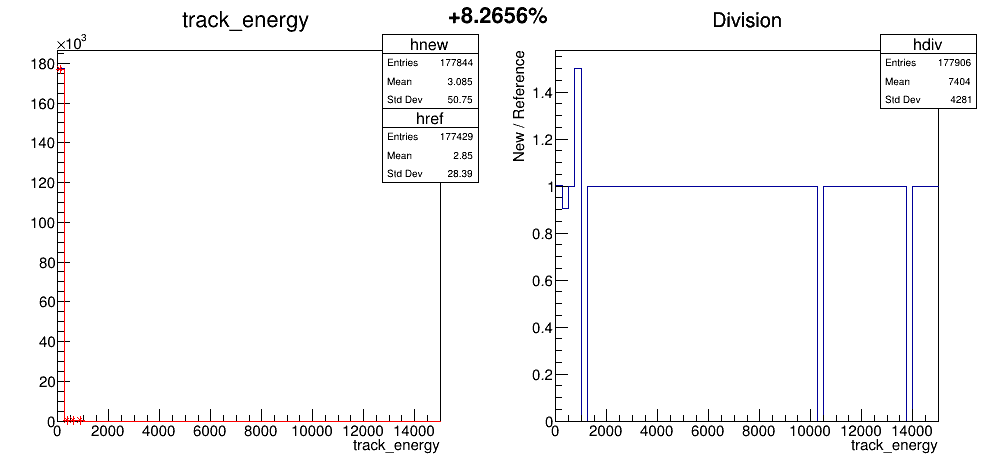 +8.2656%
track_energy
×10³
180
160
140
120
100
80
60
40
20
0
0 2000 4000 6000 8000 10000 12000 14000
track_energy
hnew
Entries 177844
Mean 3.085
Std Dev 50.75
href
Entries 177429
Mean 2.85
Std Dev 28.39
Division
New / Reference
1.4
1.2
1
0.8
0.6
0.4
0.2
0
0 2000 4000 6000 8000 10000 12000 14000
track_energy
hdiv
Entries 177906
Mean 7404
Std Dev 4281